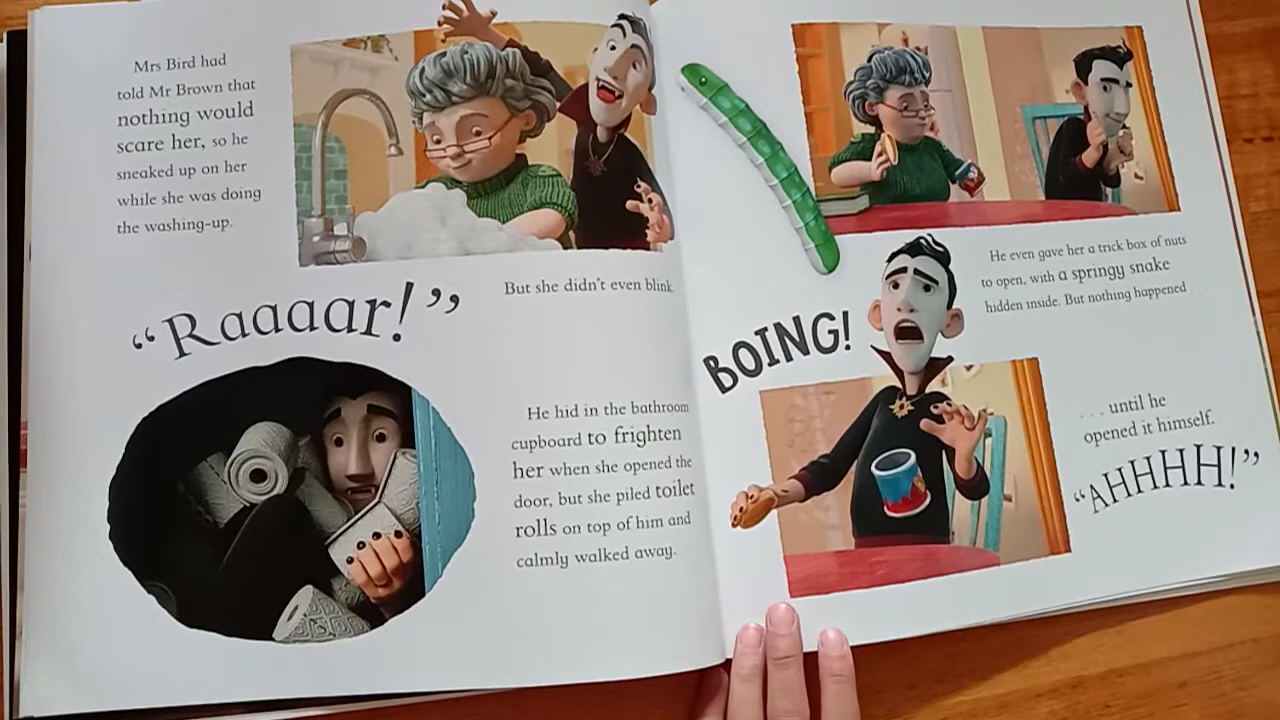 Mrs Bird had
told Mr Brown that
nothing would
scare her, so he
sneaked up on her
while she was doing
the washing-up.
“Raaaar!”
But she didn’t even blink.
He hid in the bathroom
cupboard to frighten
her when she opened the
door, but she piled toilet
rolls on top of him and
calmly walked away.
He even gave her a trick box of nuts
to open, with a springy snake
hidden inside. But nothing happened
BOING!
. . . until he
opened it himself.
“AHHHH!”